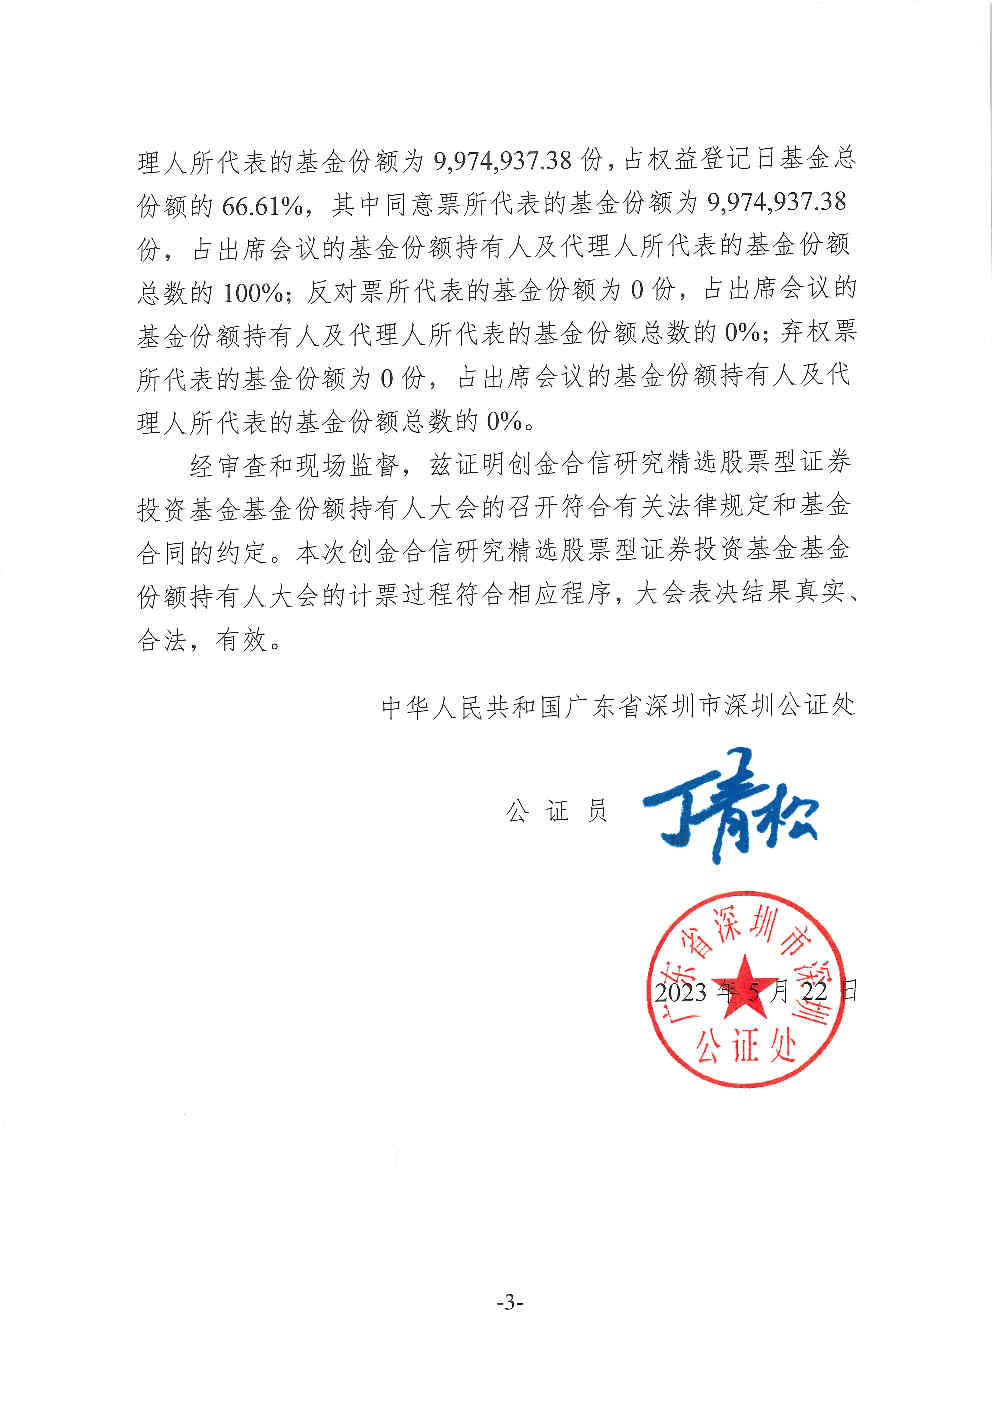 理人所代表的基金份额为 9,974,937.38 份，占权益登记日基金总
份额的 66.61%，其中同意票所代表的基金份额为 9,974,937.38
份，占出席会议的基金份额持有人及代理人所代表的基金份额
总数的 100%；反对票所代表的基金份额为 0 份，占出席会议的
基金份额持有人及代理人所代表的基金份额总数的 0%；弃权票
所代表的基金份额为 0 份，占出席会议的基金份额持有人及代
理人所代表的基金份额总数的 0%。
经审查和现场监督，兹证明创金合信研究精选股票型证券
投资基金基金份额持有人大会的召开符合有关法律规定和基金
合同的约定。本次创金合信研究精选股票型证券投资基金基金
份额持有人大会的计票过程符合相应程序，大会表决结果真实、
合法，有效。
中华人民共和国广东省深圳市深圳公证处
公 证 员 丁青松
广东省深圳市深圳
2023 年 5 月 22 日
公证处
-3-